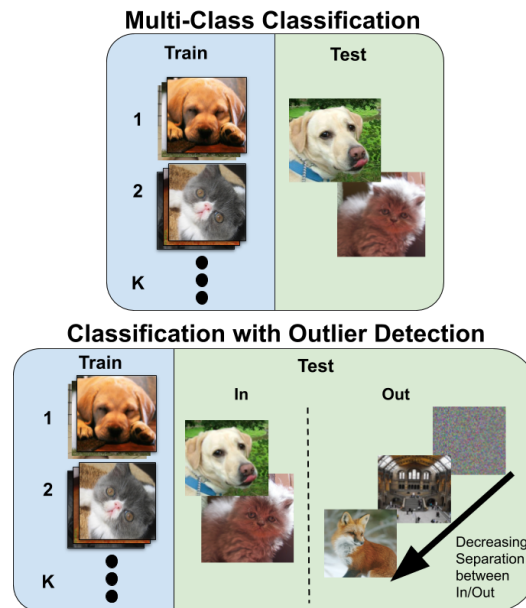 Multi-Class Classification
Train
Test
1
2
K
Classification with Outlier Detection
Train
Test
In
Out
1
2
K
Decreasing
Separation
between
In/Out